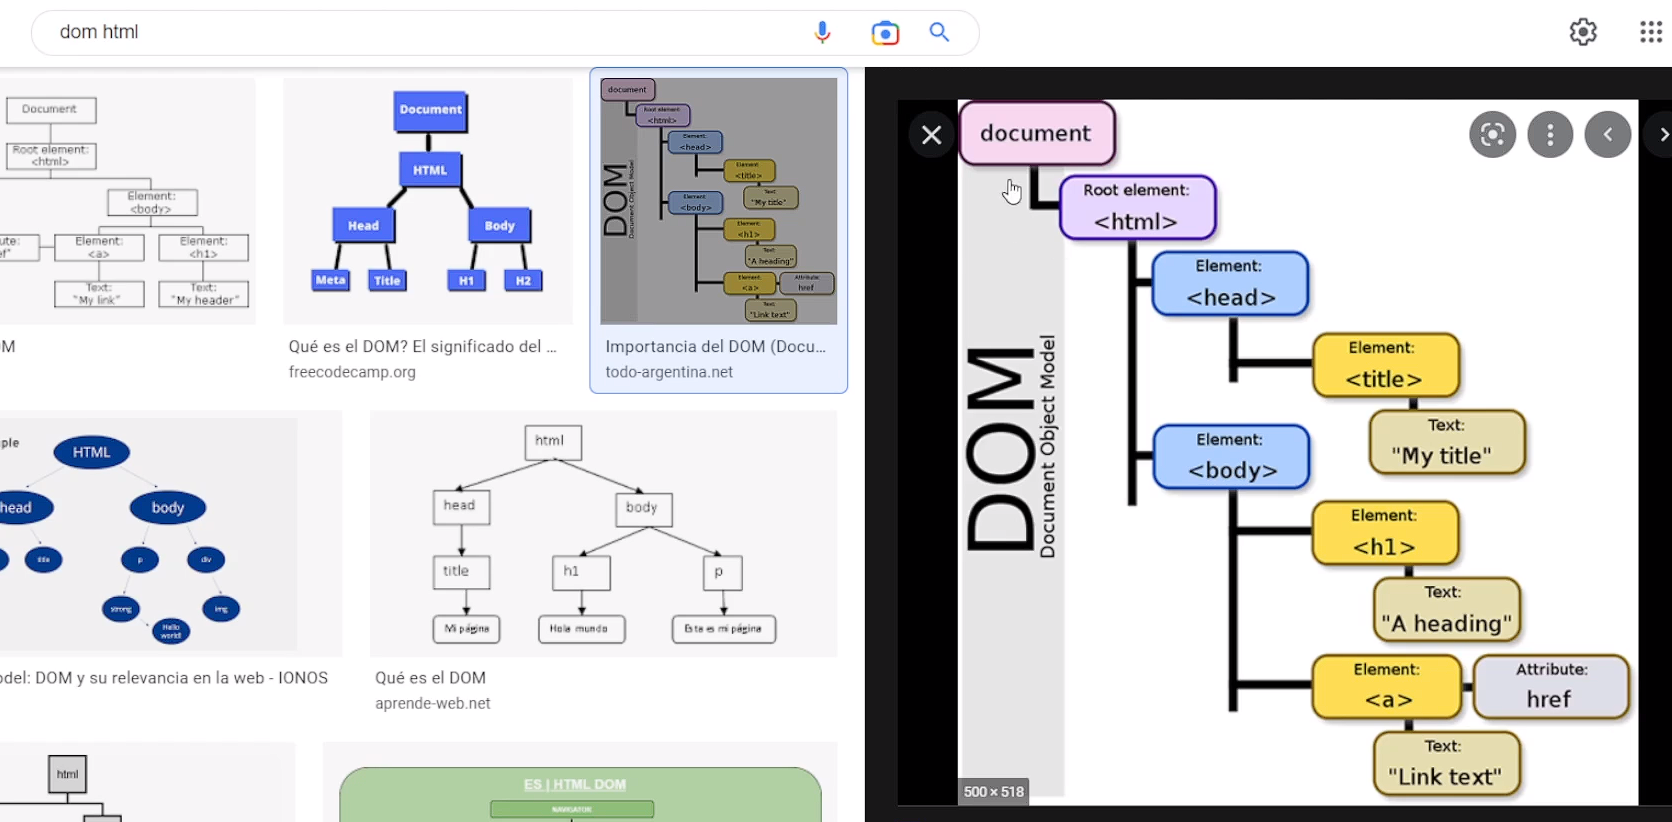 dom html
Document
Root element:
<html>
Element:
<body>
ute:
ef"
Element:
<a>
Element:
<h1>
Text:
"My link"
Text:
"My header"
OM
Document
HTML
Head
Body
Meta
Title
H1
H2
Qué es el DOM? El significado del ...
freecodecamp.org
document
Root element:
<html>
Element:
<head>
Element:
<title>
Text:
"My title"
Element:
<body>
Element:
<h1>
Text:
"A heading"
Element:
<a>
Attribute:
href
Text:
"Link text"
DOM
Document Object Model
Importancia del DOM (Docu...
todo-argentina.net
ple
HTML
head
body
title
p
div
strong
img
Hello
world!
odel: DOM y su relevancia en la web - IONOS
html
head
body
title
h1
p
Mi página
Hola mundo
Esta es mi página
Qué es el DOM
aprende-web.net
html
ES | HTML DOM
NAVIGATOR
document
Root element:
<html>
Element:
<head>
Element:
<title>
Text:
"My title"
Element:
<body>
Element:
<h1>
Text:
"A heading"
Element:
<a>
Attribute:
href
Text:
"Link text"
DOM
Document Object Model
500 × 518